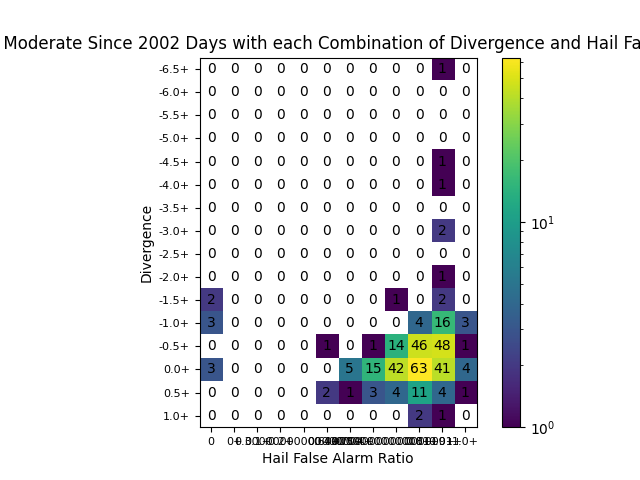 Moderate Since 2002 Days with each Combination of Divergence and Hail Fa
-6.5+ 0 0 0 0 0 0 0 0 0 0 1 0
-6.0+ 0 0 0 0 0 0 0 0 0 0 0 0
-5.5+ 0 0 0 0 0 0 0 0 0 0 0 0
-5.0+ 0 0 0 0 0 0 0 0 0 0 0 0
-4.5+ 0 0 0 0 0 0 0 0 0 0 1 0
-4.0+ 0 0 0 0 0 0 0 0 0 0 1 0
-3.5+ 0 0 0 0 0 0 0 0 0 0 0 0
-3.0+ 0 0 0 0 0 0 0 0 0 0 2 0
-2.5+ 0 0 0 0 0 0 0 0 0 0 0 0
-2.0+ 0 0 0 0 0 0 0 0 0 0 1 0
-1.5+ 2 0 0 0 0 0 0 0 1 0 2 0
-1.0+ 3 0 0 0 0 0 0 0 0 4 16 3
-0.5+ 0 0 0 0 0 1 0 1 14 46 48 1
0.0+ 3 0 0 0 0 0 5 15 42 63 41 4
0.5+ 0 0 0 0 0 2 1 3 4 11 4 1
1.0+ 0 0 0 0 0 0 0 0 0 2 1 0
0
Hail False Alarm Ratio
Divergence
10¹
10⁰